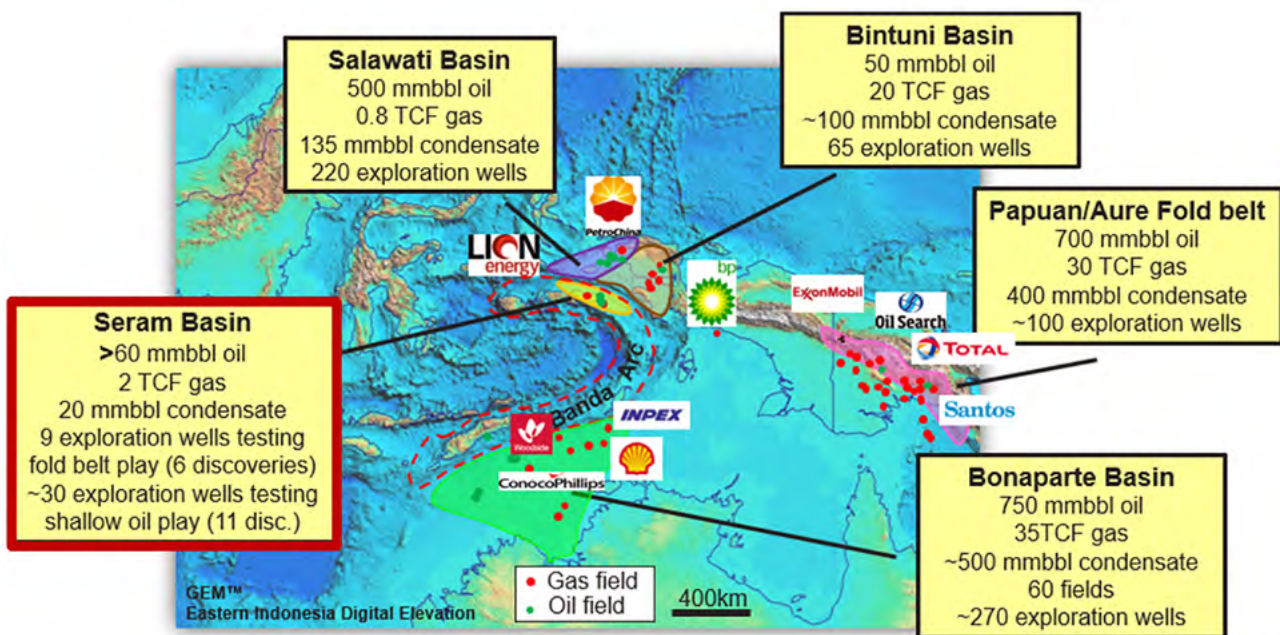 Salawati Basin
500 mmbbl oil
0.8 TCF gas
135 mmbbl condensate
220 exploration wells
Bintuni Basin
50 mmbbl oil
20 TCF gas
~100 mmbbl condensate
65 exploration wells
Papuan/Aure Fold belt
700 mmbbl oil
30 TCF gas
400 mmbbl condensate
~100 exploration wells
Seram Basin
>60 mmbbl oil
2 TCF gas
20 mmbbl condensate
9 exploration wells testing
fold belt play (6 discoveries)
~30 exploration wells testing
shallow oil play (11 disc.)
PetroChina
LION
energy
bp
ExxonMobil
Oil Search
TOTAL
Santos
Banda Arc
Woodside
INPEX
ConocoPhillips
Bonaparte Basin
750 mmbbl oil
35TCF gas
~500 mmbbl condensate
60 fields
~270 exploration wells
Gas field
Oil field
400km
GEM™
Eastern Indonesia Digital Elevation